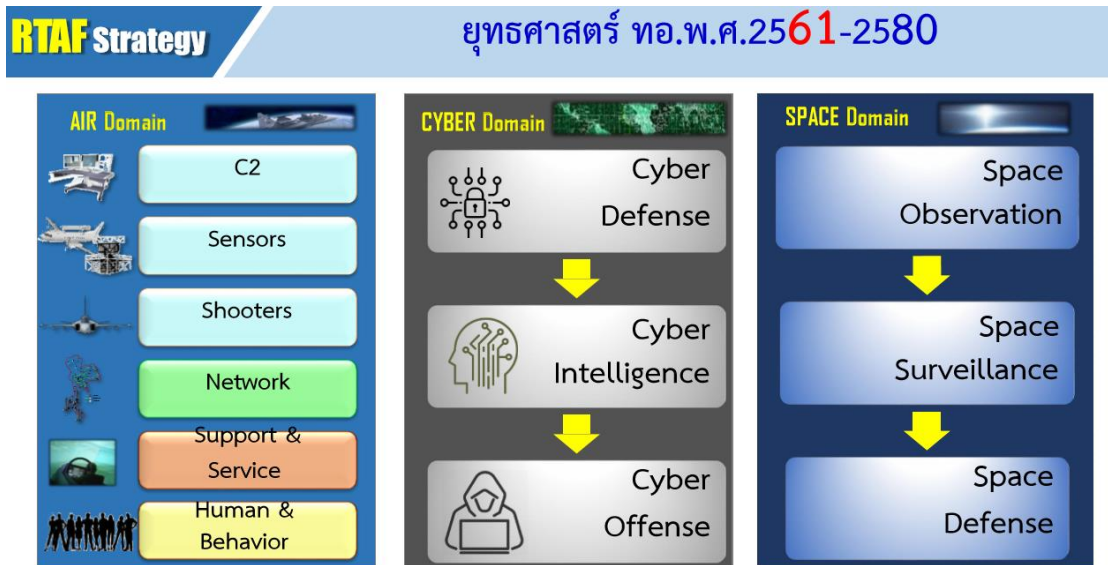 RTAF Strategy
ยุทธศาสตร์ ทอ.พ.ศ.2561-2580
AIR Domain
C2
Sensors
Shooters
Network
Support &
Service
Human &
Behavior
CYBER Domain
Cyber
Defense
Cyber
Intelligence
Cyber
Offense
SPACE Domain
Space
Observation
Space
Surveillance
Space
Defense